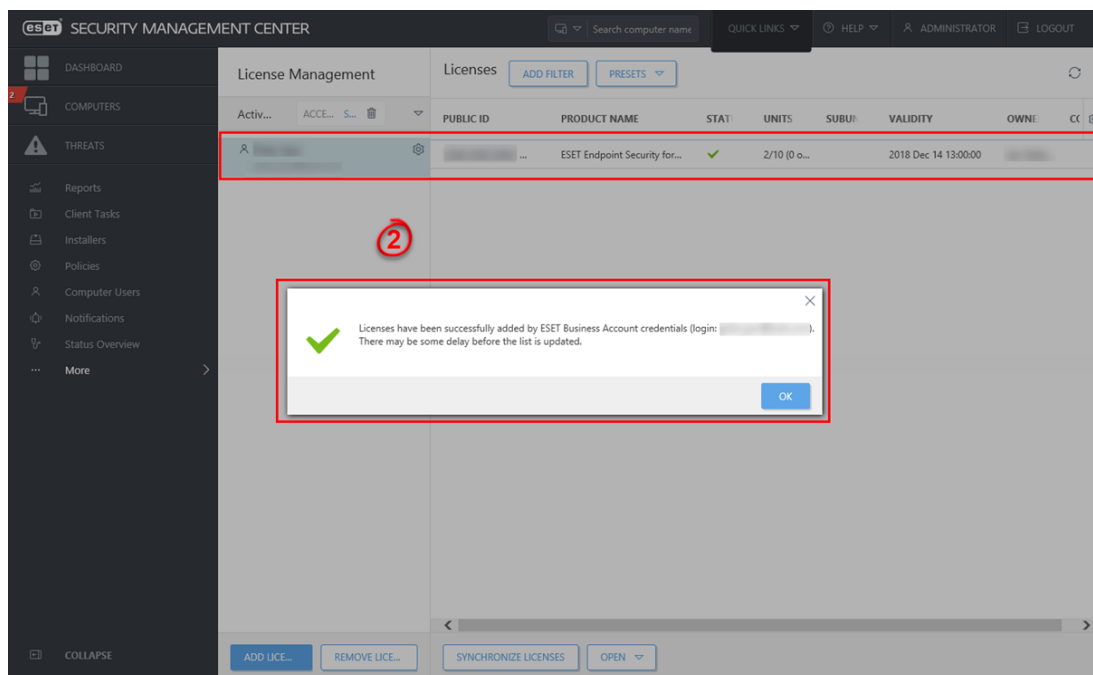 eset SECURITY MANAGEMENT CENTER
Search computer name
QUICK LINKS
HELP
ADMINISTRATOR
LOGOUT
DASHBOARD
2
COMPUTERS
THREATS
Reports
Client Tasks
Installers
Policies
Computer Users
Notifications
Status Overview
More
COLLAPSE
License Management
Activ...
ACCE... S...
ADD LICE...
REMOVE LICE...
Licenses
ADD FILTER
PRESETS
PUBLIC ID PRODUCT NAME STAT UNITS SUBUN VALIDITY OWNE CO
... ESET Endpoint Security for... 2/10 (0 o... 2018 Dec 14 13:00:00
2
Licenses have been successfully added by ESET Business Account credentials (login: ).
There may be some delay before the list is updated.
OK
SYNCHRONIZE LICENSES
OPEN